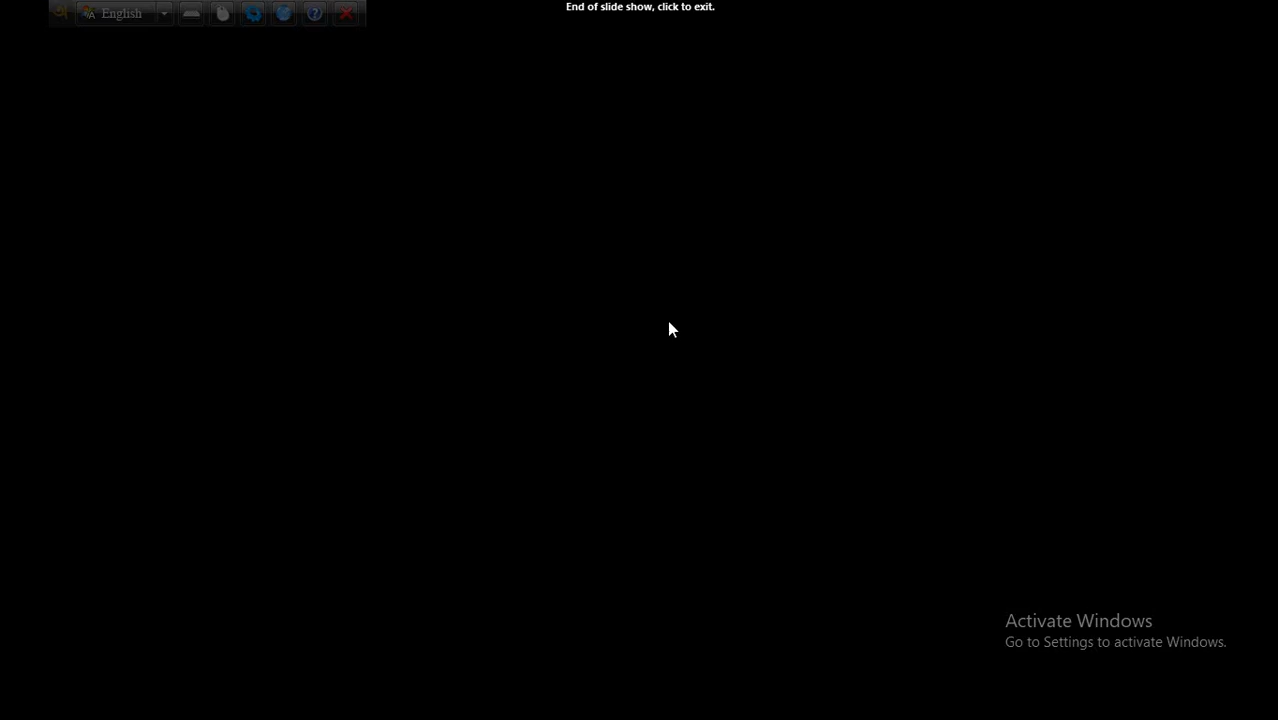 অ English
End of slide show, click to exit.
Activate Windows
Go to Settings to activate Windows.